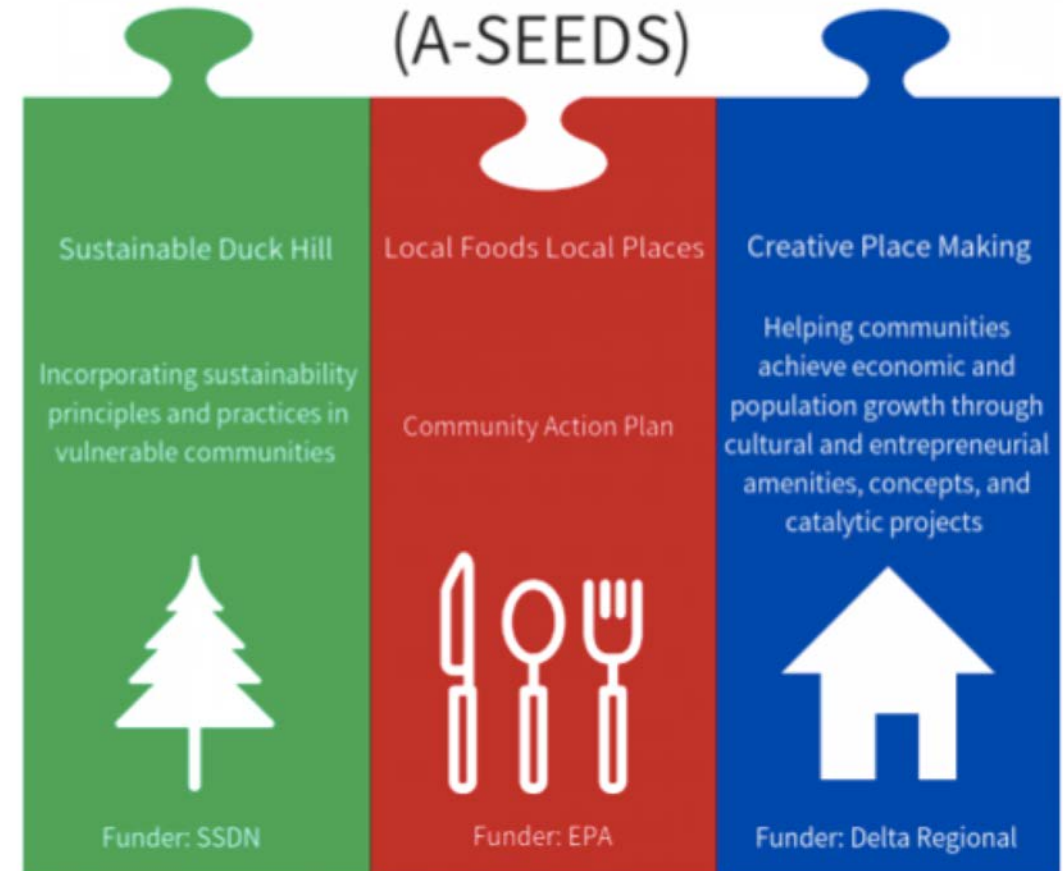 (A-SEEDS)
Sustainable Duck Hill
Incorporating sustainability
principles and practices in
vulnerable communities
Funder: SSDN
Local Foods Local Places
Community Action Plan
Funder: EPA
Creative Place Making
Helping communities
achieve economic and
population growth through
cultural and entrepreneurial
amenities, concepts, and
catalytic projects
Funder: Delta Regional